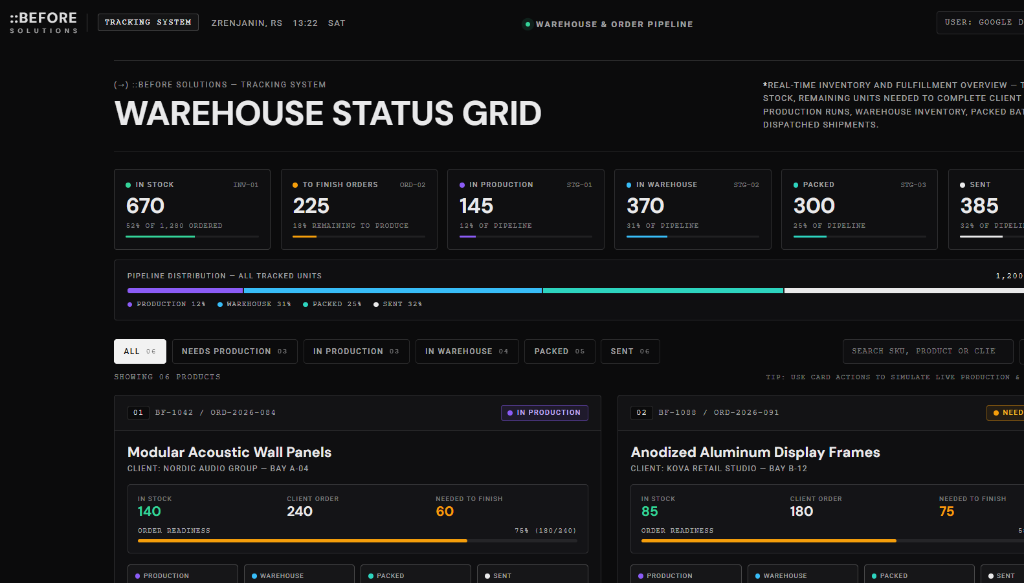 ::BEFORE
SOLUTIONS
TRACKING SYSTEM
ZRENJANIN, RS 13:22 SAT
WAREHOUSE & ORDER PIPELINE
USER: GOOGLE D
(→) ::BEFORE SOLUTIONS — TRACKING SYSTEM
WAREHOUSE STATUS GRID
*REAL-TIME INVENTORY AND FULFILLMENT OVERVIEW — T
STOCK, REMAINING UNITS NEEDED TO COMPLETE CLIENT
PRODUCTION RUNS, WAREHOUSE INVENTORY, PACKED BAT
DISPATCHED SHIPMENTS.
IN STOCK INV-01
670
52% OF 1,280 ORDERED
TO FINISH ORDERS ORD-02
225
18% REMAINING TO PRODUCE
IN PRODUCTION STG-01
145
12% OF PIPELINE
IN WAREHOUSE STG-02
370
31% OF PIPELINE
PACKED STG-03
300
25% OF PIPELINE
SENT
385
32% OF PIPELI
PIPELINE DISTRIBUTION — ALL TRACKED UNITS 1,200
PRODUCTION 12% WAREHOUSE 31% PACKED 25% SENT 32%
ALL 06 NEEDS PRODUCTION 03 IN PRODUCTION 03 IN WAREHOUSE 04 PACKED 05 SENT 06
SEARCH SKU, PRODUCT OR CLIE
SHOWING 06 PRODUCTS
TIP: USE CARD ACTIONS TO SIMULATE LIVE PRODUCTION &
01 BF-1042 / ORD-2026-084 IN PRODUCTION
Modular Acoustic Wall Panels
CLIENT: NORDIC AUDIO GROUP — BAY A-04
IN STOCK CLIENT ORDER NEEDED TO FINISH
140 240 60
ORDER READINESS 75% (180/240)
PRODUCTION WAREHOUSE PACKED SENT
02 BF-1088 / ORD-2026-091 NEED
Anodized Aluminum Display Frames
CLIENT: KOVA RETAIL STUDIO — BAY B-12
IN STOCK CLIENT ORDER NEEDED TO FINISH
85 180 75
ORDER READINESS 5
PRODUCTION WAREHOUSE PACKED SENT